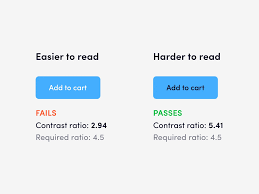 Easier to read
Add to cart
FAILS
Contrast ratio: 2.94
Required ratio: 4.5
Harder to read
Add to cart
PASSES
Contrast ratio: 5.41
Required ratio: 4.5